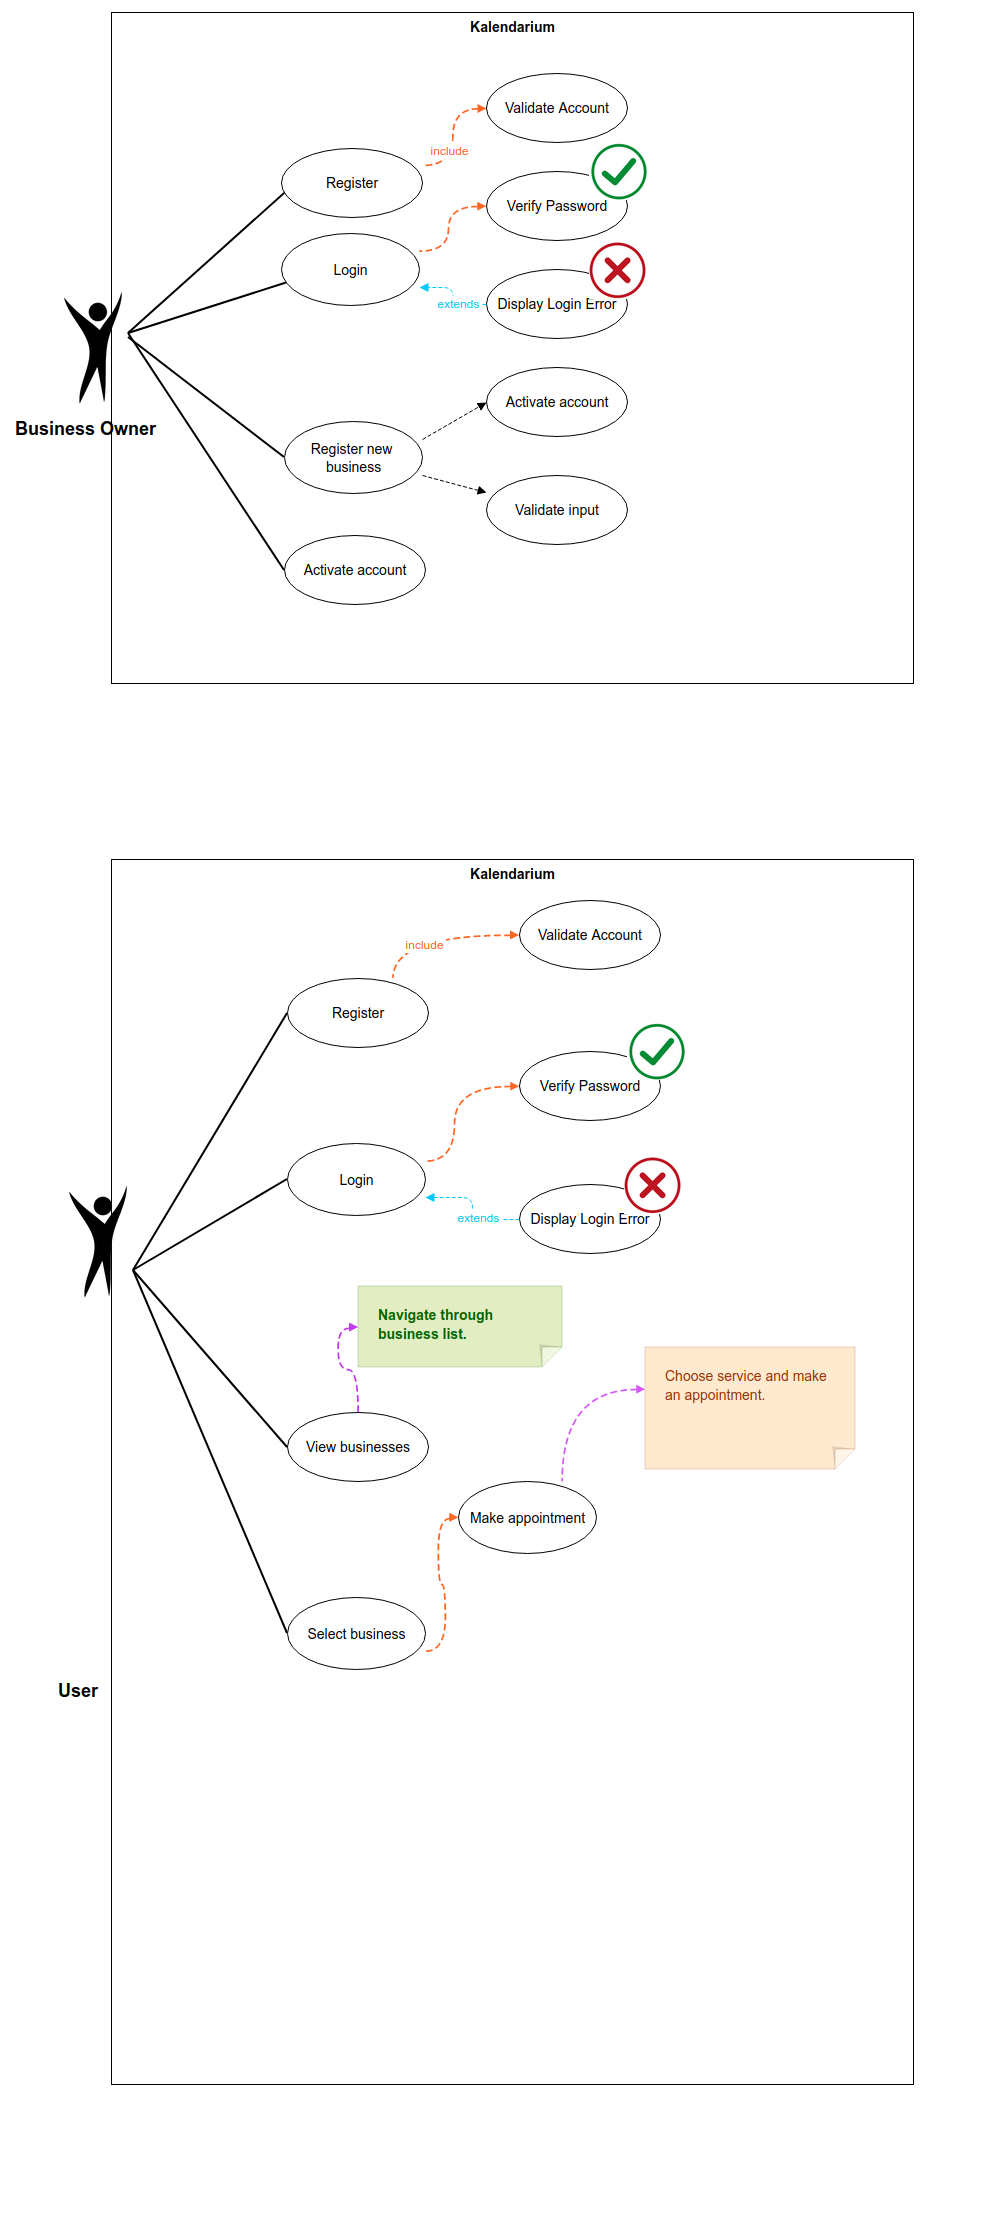 Kalendarium
Validate Account
include
Register
Verify Password
Login
extends
Display Login Error
Activate account
Business Owner
Register new
business
Validate input
Activate account
Kalendarium
Validate Account
include
Register
Verify Password
Login
extends
Display Login Error
Navigate through
business list.
Choose service and make
an appointment.
View businesses
Make appointment
Select business
User